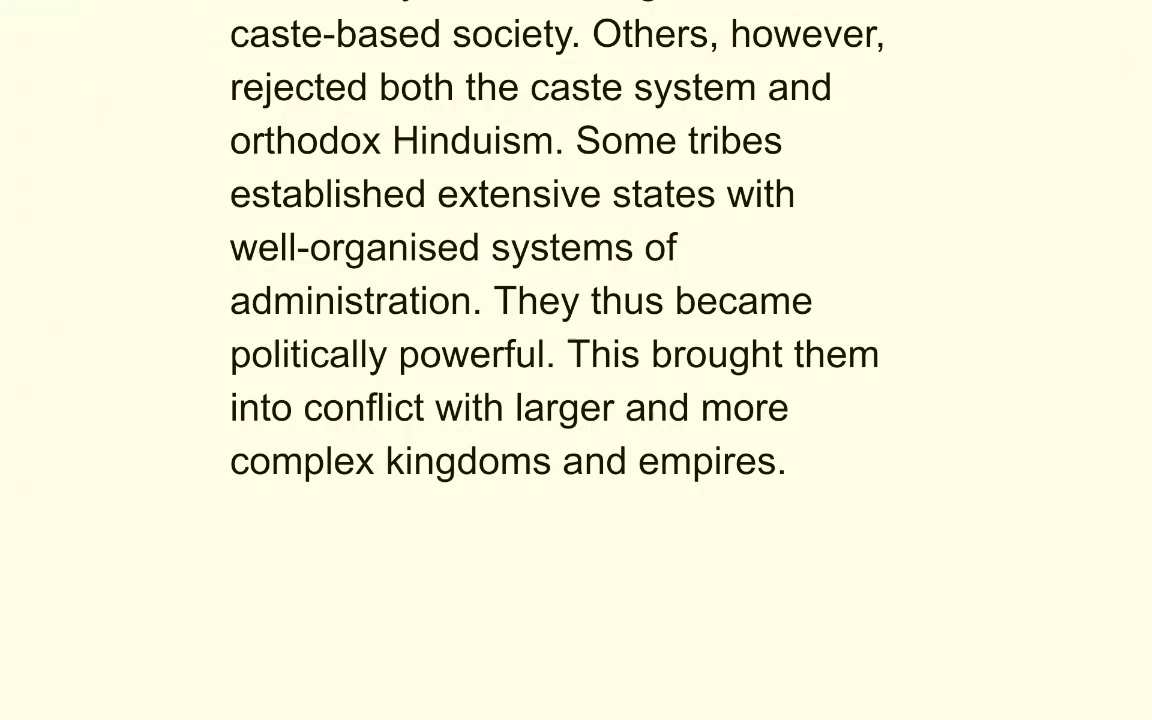 caste-based society. Others, however,
rejected both the caste system and
orthodox Hinduism. Some tribes
established extensive states with
well-organised systems of
administration. They thus became
politically powerful. This brought them
into conflict with larger and more
complex kingdoms and empires.